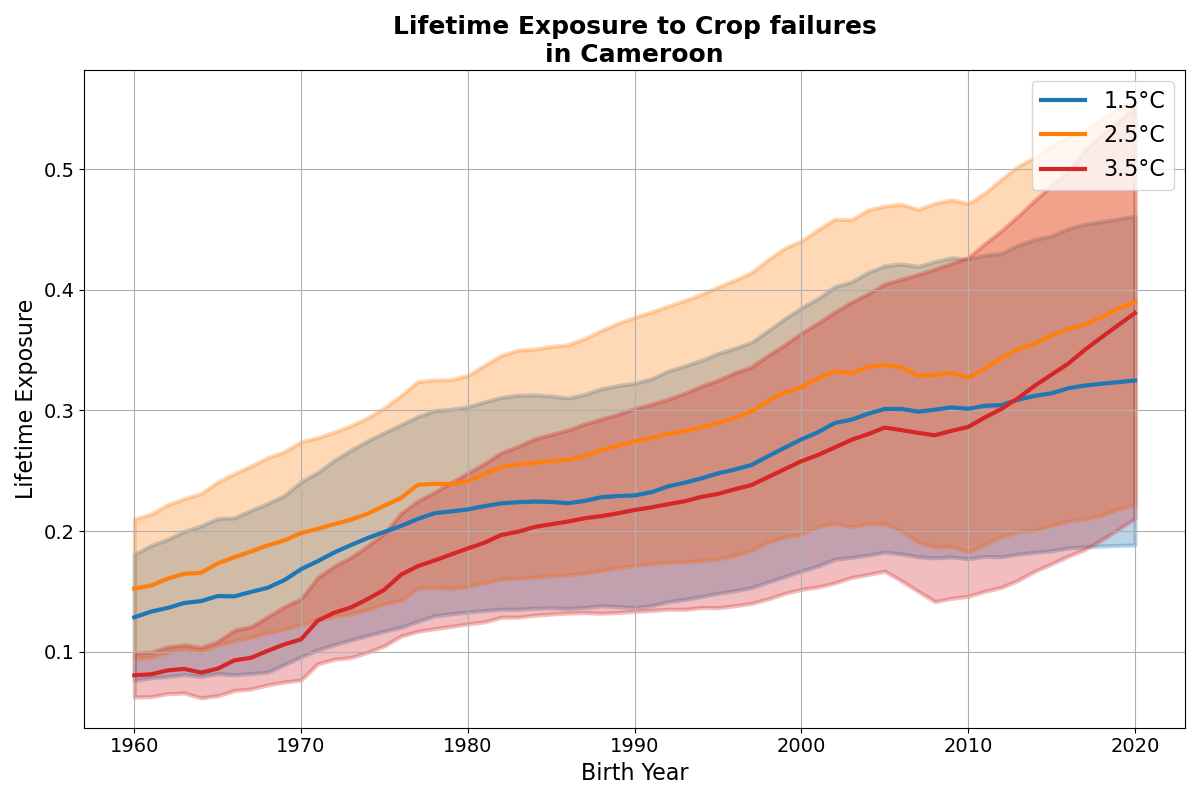 Lifetime Exposure to Crop failures
in Cameroon
1.5°C
2.5°C
3.5°C
Lifetime Exposure
0.5
0.4
0.3
0.2
0.1
1960 1970 1980 1990 2000 2010 2020
Birth Year